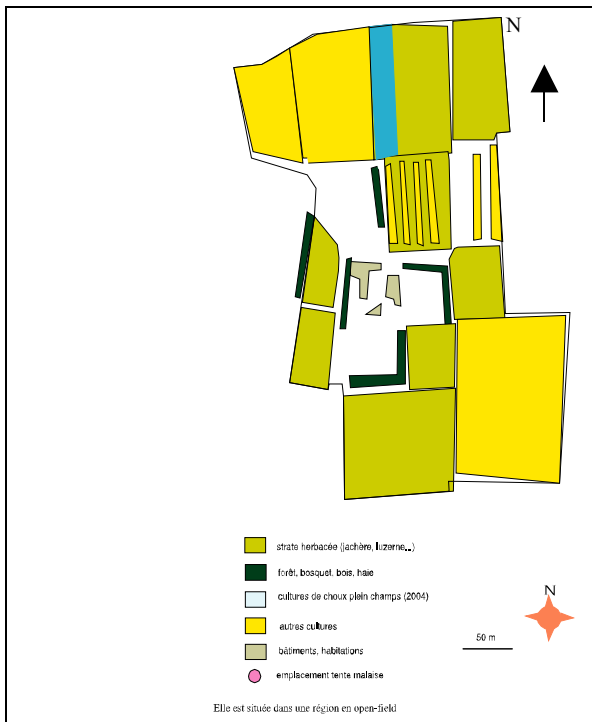 N
strate herbacée (jachère, luzerne...)
forêt, bosquet, bois, haie
cultures de choux plein champs (2004)
autres cultures
bâtiments, habitations
emplacement tente malaise
N
50 m
Elle est située dans une région en open-field